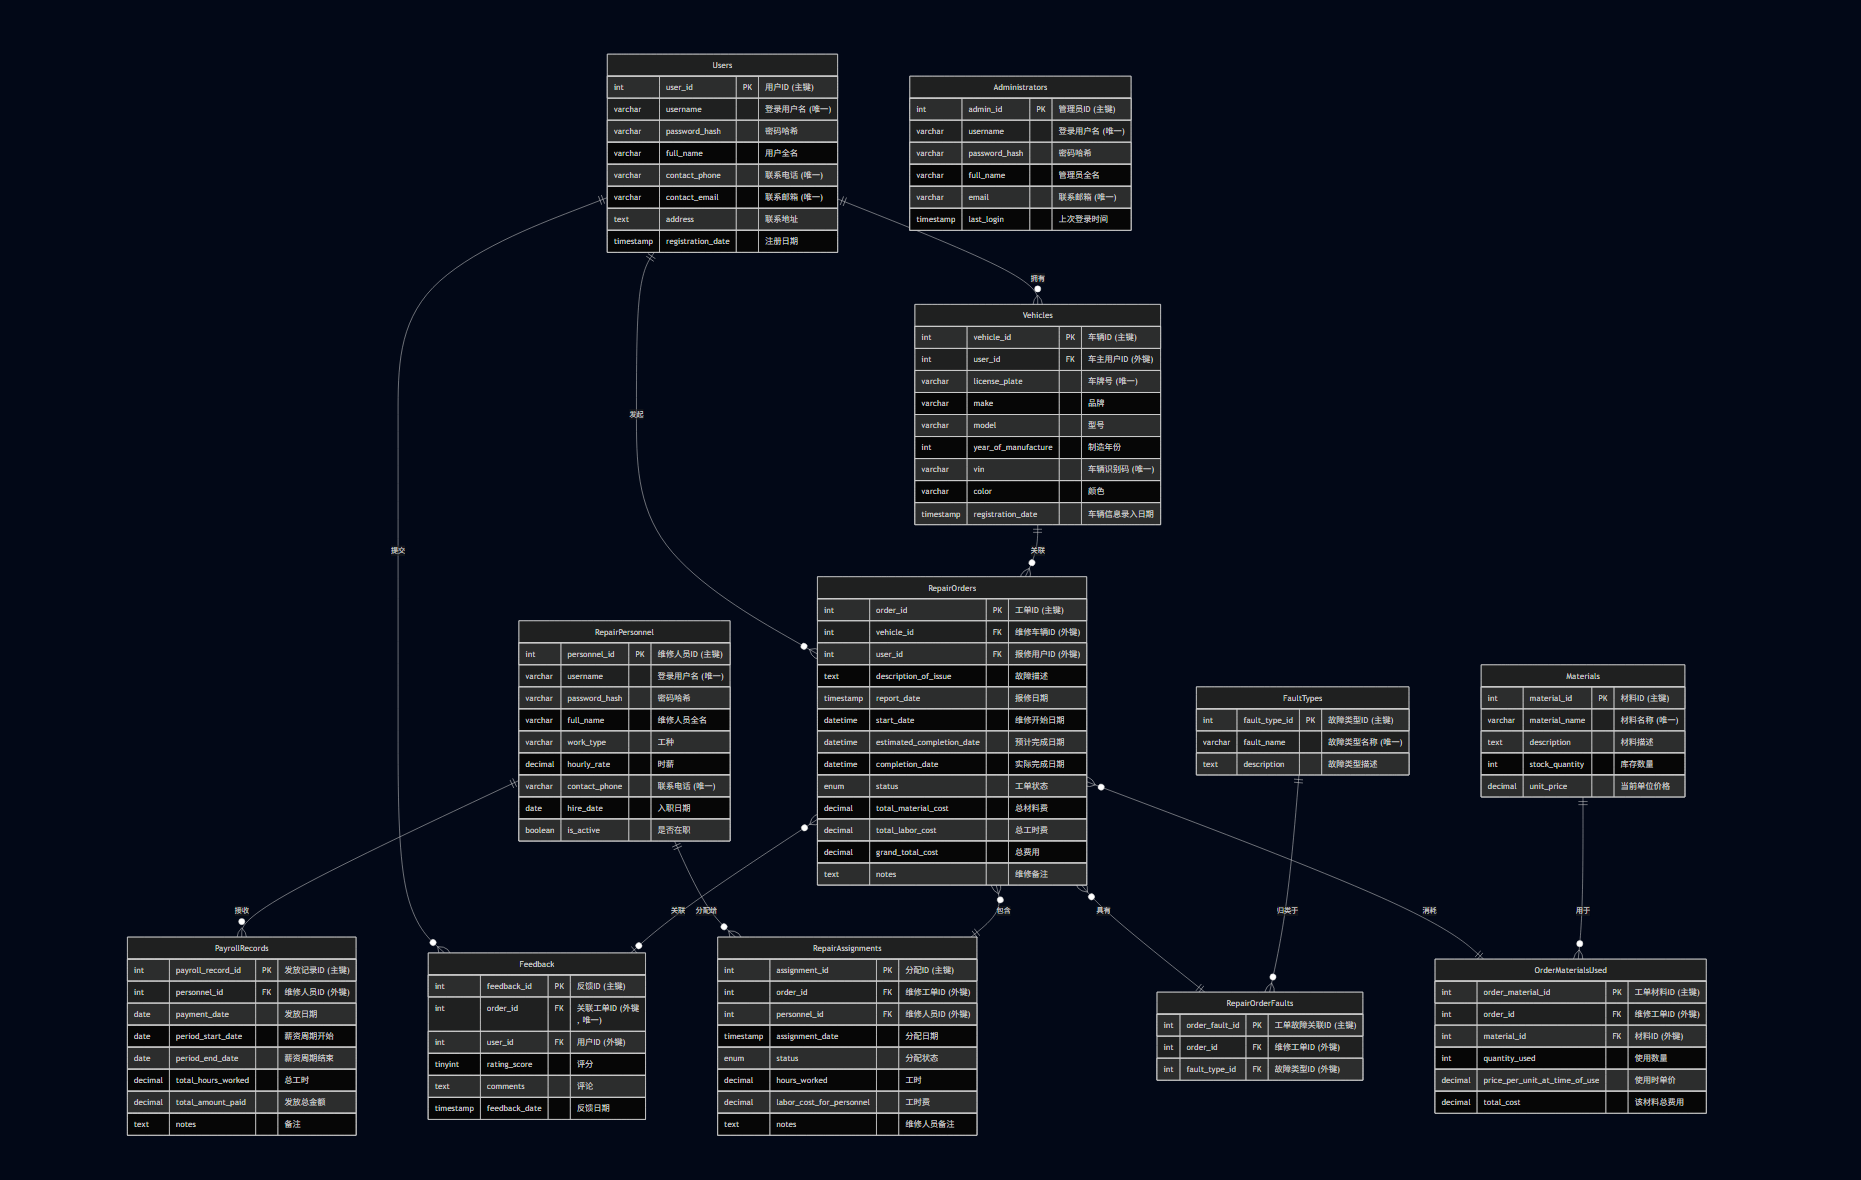 Users
int user_id PK 用户ID (主键)
varchar username 登录用户名 (唯一)
varchar password_hash 密码哈希
varchar full_name 用户全名
varchar contact_phone 联系电话 (唯一)
varchar contact_email 联系邮箱 (唯一)
text address 联系地址
timestamp registration_date 注册日期
Administrators
int admin_id PK 管理员ID (主键)
varchar username 登录用户名 (唯一)
varchar password_hash 密码哈希
varchar full_name 管理员全名
varchar email 联系邮箱 (唯一)
timestamp last_login 上次登录时间
拥有
Vehicles
int vehicle_id PK 车辆ID (主键)
int user_id FK 车主用户ID (外键)
varchar license_plate 车牌号 (唯一)
varchar make 品牌
varchar model 型号
int year_of_manufacture 制造年份
varchar vin 车辆识别码 (唯一)
varchar color 颜色
timestamp registration_date 车辆信息录入日期
发起
提交
关联
RepairOrders
int order_id PK 工单ID (主键)
int vehicle_id FK 维修车辆ID (外键)
int user_id FK 报修用户ID (外键)
text description_of_issue 故障描述
timestamp report_date 报修日期
datetime start_date 维修开始日期
datetime estimated_completion_date 预计完成日期
datetime completion_date 实际完成日期
enum status 工单状态
decimal total_material_cost 总材料费
decimal total_labor_cost 总工时费
decimal grand_total_cost 总费用
text notes 维修备注
RepairPersonnel
int personnel_id PK 维修人员ID (主键)
varchar username 登录用户名 (唯一)
varchar password_hash 密码哈希
varchar full_name 维修人员全名
varchar work_type 工种
decimal hourly_rate 时薪
varchar contact_phone 联系电话 (唯一)
date hire_date 入职日期
boolean is_active 是否在职
FaultTypes
int fault_type_id PK 故障类型ID (主键)
varchar fault_name 故障类型名称 (唯一)
text description 故障类型描述
Materials
int material_id PK 材料ID (主键)
varchar material_name 材料名称 (唯一)
text description 材料描述
int stock_quantity 库存数量
decimal unit_price 当前单位价格
接收
关联
分配给
包含
具有
归类于
消耗
用于
PayrollRecords
int payroll_record_id PK 发放记录ID (主键)
int personnel_id FK 维修人员ID (外键)
date payment_date 发放日期
date period_start_date 薪资周期开始
date period_end_date 薪资周期结束
decimal total_hours_worked 总工时
decimal total_amount_paid 发放总金额
text notes 备注
Feedback
int feedback_id PK 反馈ID (主键)
int order_id FK 关联工单ID (外键
, 唯一)
int user_id FK 用户ID (外键)
tinyint rating_score 评分
text comments 评论
timestamp feedback_date 反馈日期
RepairAssignments
int assignment_id PK 分配ID (主键)
int order_id FK 维修工单ID (外键)
int personnel_id FK 维修人员ID (外键)
timestamp assignment_date 分配日期
enum status 分配状态
decimal hours_worked 工时
decimal labor_cost_for_personnel 工时费
text notes 维修人员备注
RepairOrderFaults
int order_fault_id PK 工单故障关联ID (主键)
int order_id FK 维修工单ID (外键)
int fault_type_id FK 故障类型ID (外键)
OrderMaterialsUsed
int order_material_id PK 工单材料ID (主键)
int order_id FK 维修工单ID (外键)
int material_id FK 材料ID (外键)
int quantity_used 使用数量
decimal price_per_unit_at_time_of_use 使用时单价
decimal total_cost 该材料总费用